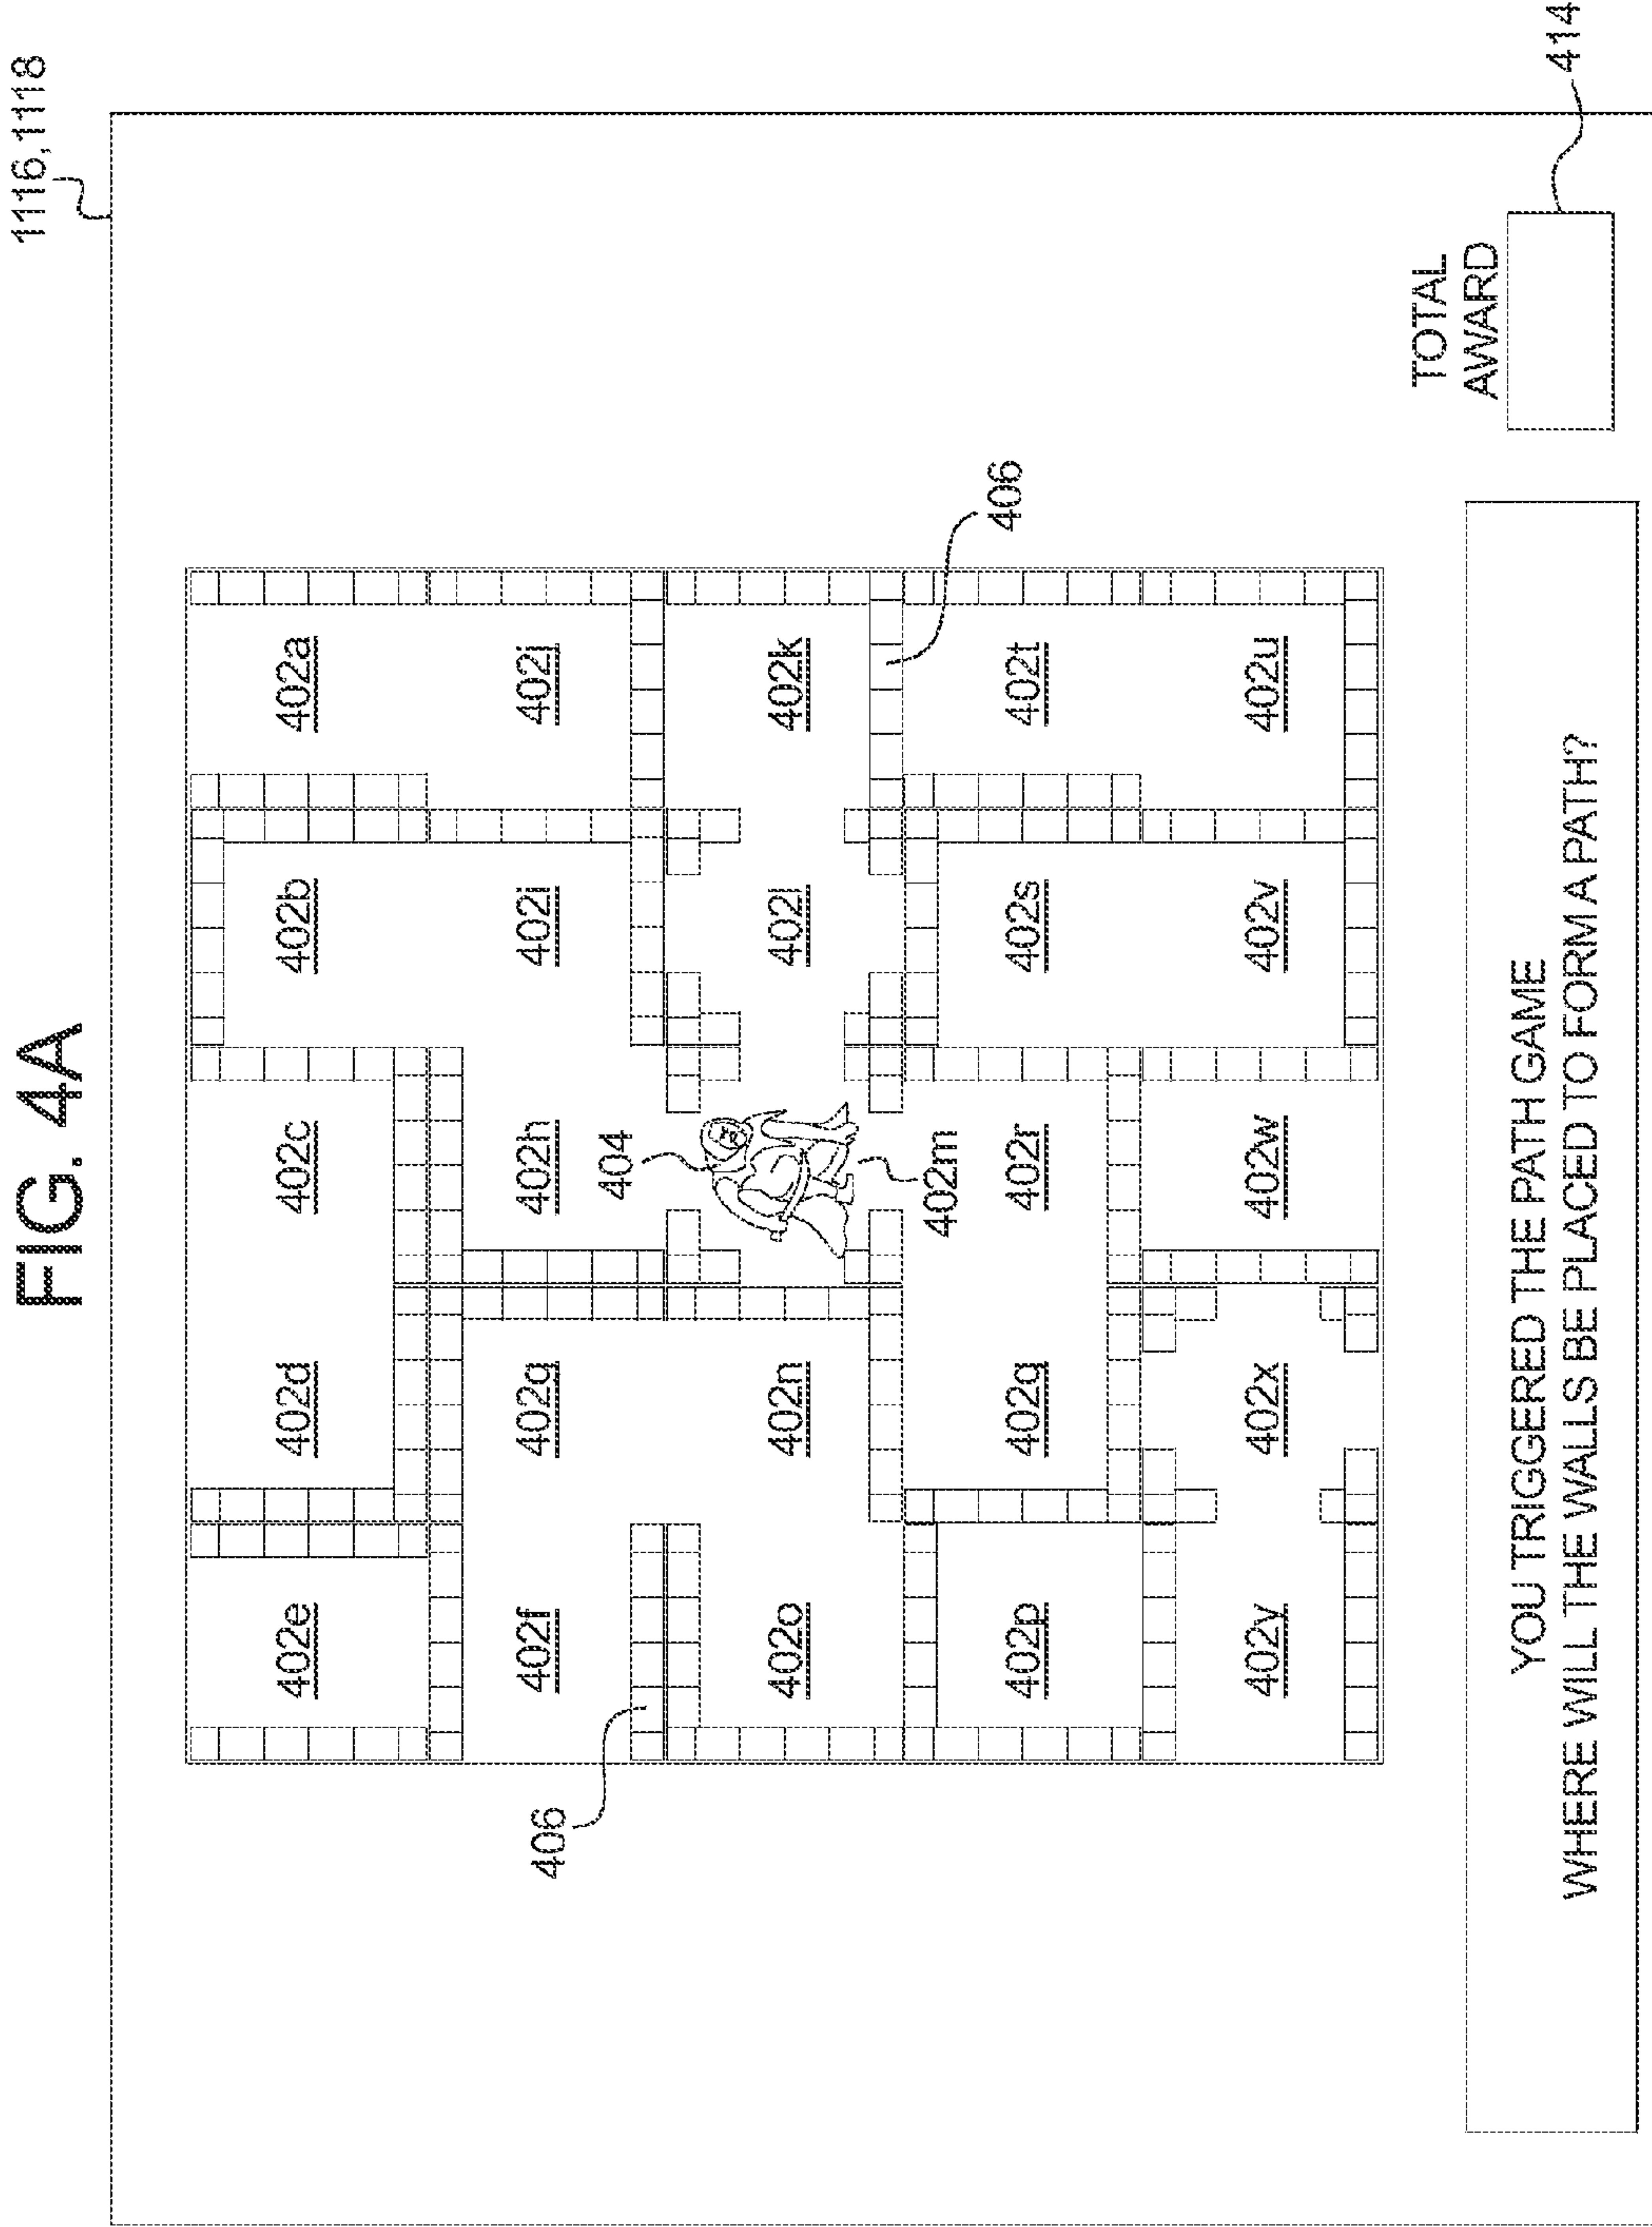 FIG. 4A
1116,1118
402e 402d 402c 402b 402a
406 402f 402g 402h 402i 402j
404
402o 402n 402l 402k
402m
406
402p 402q 402r 402s 402t
402y 402x 402w 402v 402u
TOTAL
AWARD
YOU TRIGGERED THE PATH GAME
WHERE WILL THE WALLS BE PLACED TO FORM A PATH?
414